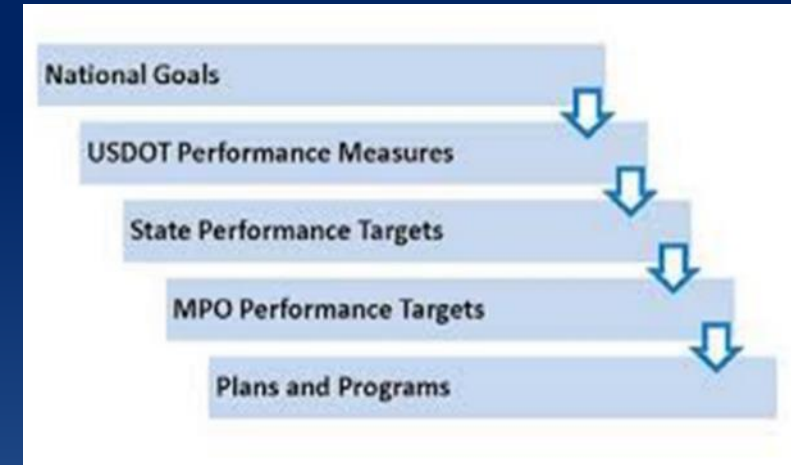 National Goals
USDOT Performance Measures
State Performance Targets
MPO Performance Targets
Plans and Programs